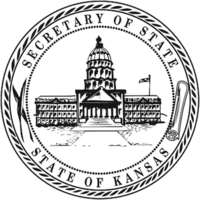 SECRETARY OF STATE
STATE OF KANSAS